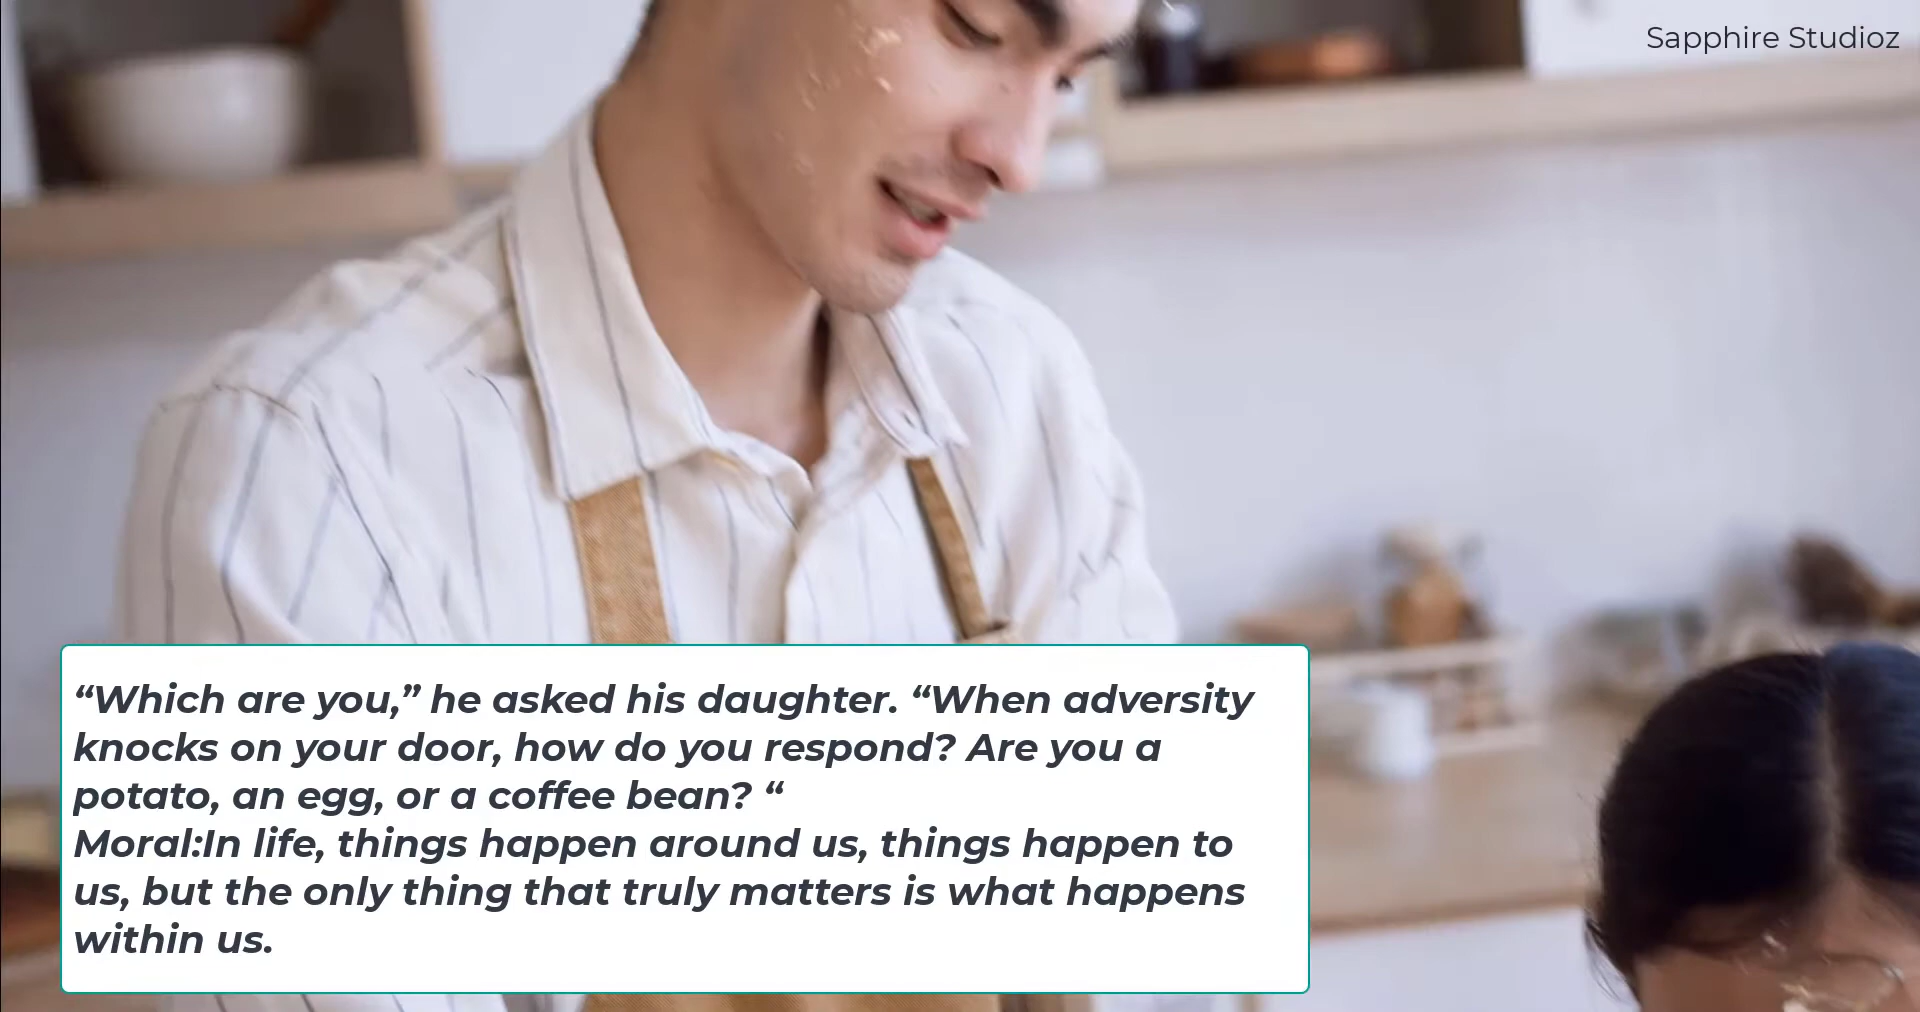 Sapphire Studioz
“Which are you,” he asked his daughter. “When adversity
knocks on your door, how do you respond? Are you a
potato, an egg, or a coffee bean? “
Moral:In life, things happen around us, things happen to
us, but the only thing that truly matters is what happens
within us.